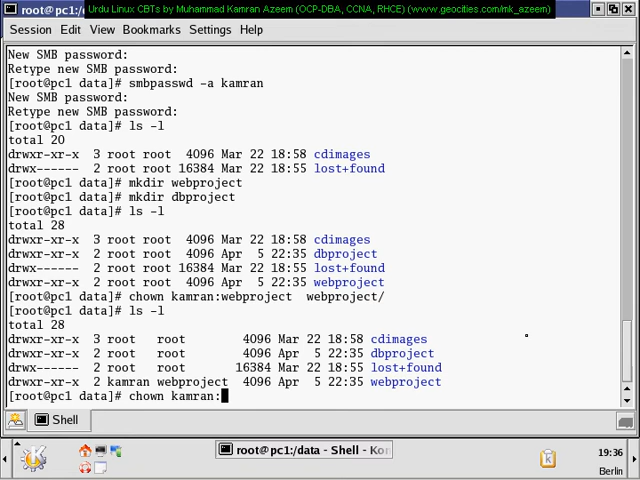 root@pc1
Urdu Linux CBTs by Muhammad Kamran Azeem (OCP-DBA, CCNA, RHCE) (www.geocities.com/mk_azeem)
Session Edit View Bookmarks Settings Help
New SMB password:
Retype new SMB password:
[root@pc1 data]# smbpasswd -a kamran
New SMB password:
Retype new SMB password:
[root@pc1 data]# ls -l
total 20
drwxr-xr-x 3 root root 4096 Mar 22 18:58 cdimages
drwx------ 2 root root 16384 Mar 22 18:55 lost+found
[root@pc1 data]# mkdir webproject
[root@pc1 data]# mkdir dbproject
[root@pc1 data]# ls -l
total 28
drwxr-xr-x 3 root root 4096 Mar 22 18:58 cdimages
drwxr-xr-x 2 root root 4096 Apr 5 22:35 dbproject
drwx------ 2 root root 16384 Mar 22 18:55 lost+found
drwxr-xr-x 2 root root 4096 Apr 5 22:35 webproject
[root@pc1 data]# chown kamran:webproject webproject/
[root@pc1 data]# ls -l
total 28
drwxr-xr-x 3 root root 4096 Mar 22 18:58 cdimages
drwxr-xr-x 2 root root 4096 Apr 5 22:35 dbproject
drwx------ 2 root root 16384 Mar 22 18:55 lost+found
drwxr-xr-x 2 kamran webproject 4096 Apr 5 22:35 webproject
[root@pc1 data]# chown kamran:
Shell
root@pc1:/data - Shell - Kon
19:36
Berlin